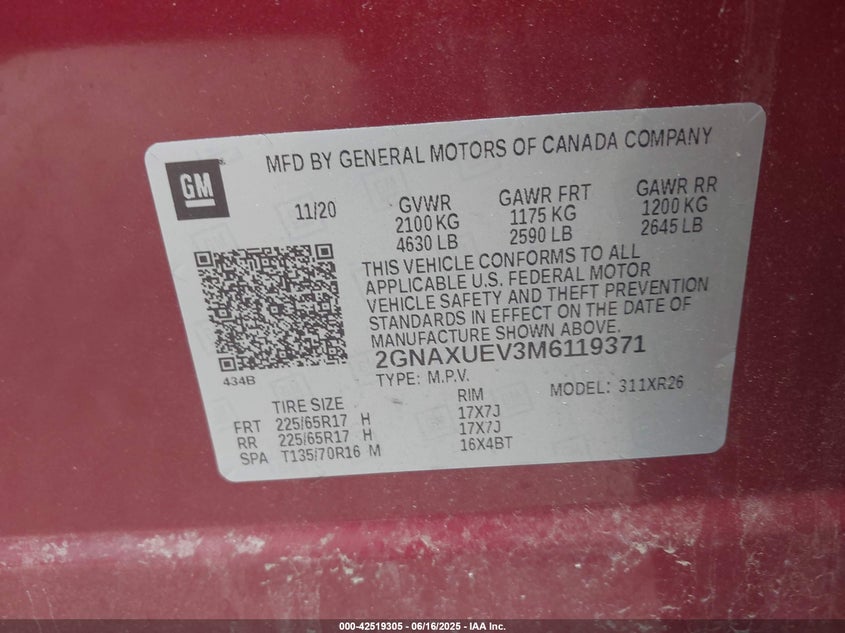 GM
MFD BY GENERAL MOTORS OF CANADA COMPANY
11/20 GVWR GAWR FRT GAWR RR
2100 KG 1175 KG 1200 KG
4630 LB 2590 LB 2645 LB
THIS VEHICLE CONFORMS TO ALL
APPLICABLE U.S. FEDERAL MOTOR
VEHICLE SAFETY AND THEFT PREVENTION
STANDARDS IN EFFECT ON THE DATE OF
MANUFACTURE SHOWN ABOVE.
434B 2GNAXUEV3M6119371
TYPE: M.P.V. MODEL: 311XR26
TIRE SIZE RIM
FRT 225/65R17 H 17X7J
RR 225/65R17 H 17X7J
SPA T135/70R16 M 16X4BT
000-42519305 - 06/16/2025 - IAA Inc.